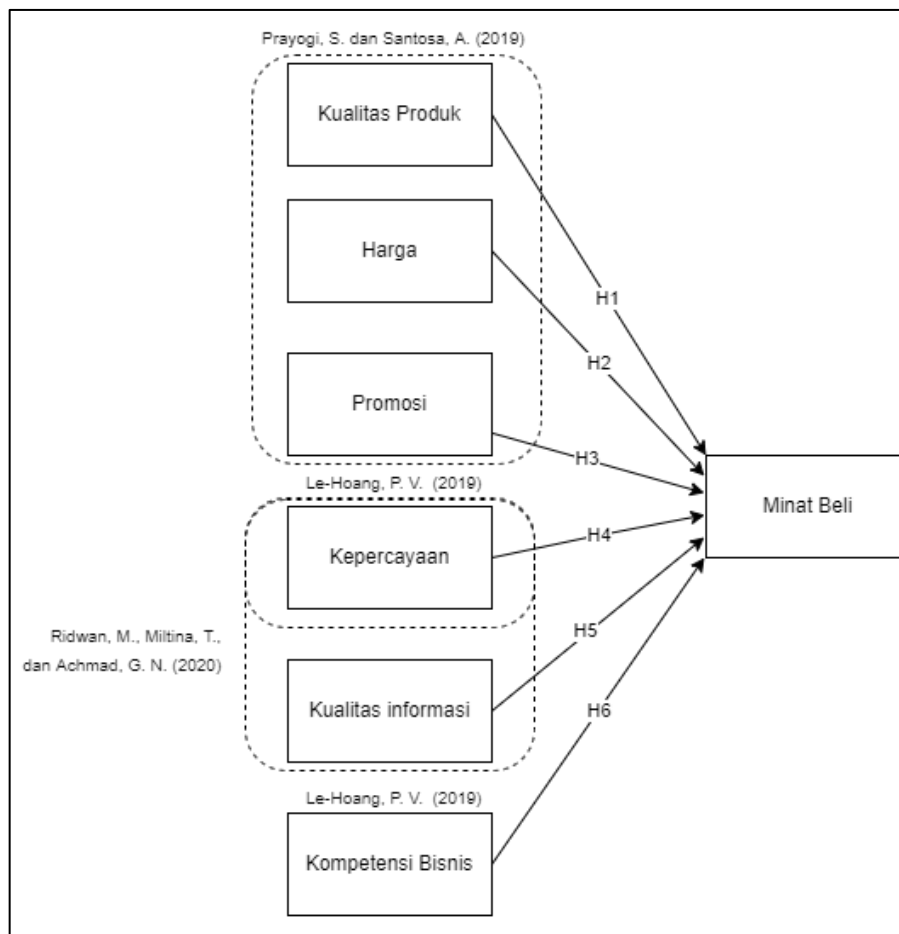 Prayogi, S. dan Santosa, A. (2019)
Kualitas Produk
Harga
H1
H2
Promosi
H3
Le-Hoang, P. V. (2019)
Minat Beli
Kepercayaan
H4
Ridwan, M., Miltina, T.,
dan Achmad, G. N. (2020)
H5
Kualitas informasi
H6
Le-Hoang, P. V. (2019)
Kompetensi Bisnis